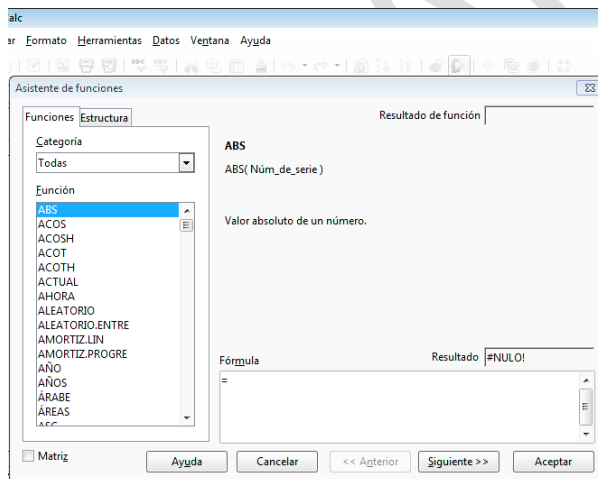 alc
ar Formato Herramientas Datos Ventana Ayuda
Asistente de funciones
Funciones Estructura
Resultado de función
Categoría
Todas
Función
ABS
ACOS
ACOSH
ACOT
ACOTH
ACTUAL
AHORA
ALEATORIO
ALEATORIO.ENTRE
AMORTIZ.LIN
AMORTIZ.PROGRE
AÑO
AÑOS
ÁRABE
ÁREAS
ASC
ABS
ABS( Núm_de_serie )
Valor absoluto de un número.
Fórmula
Resultado #NULO!
=
Matriz
Ayuda Cancelar << Anterior Siguiente >> Aceptar